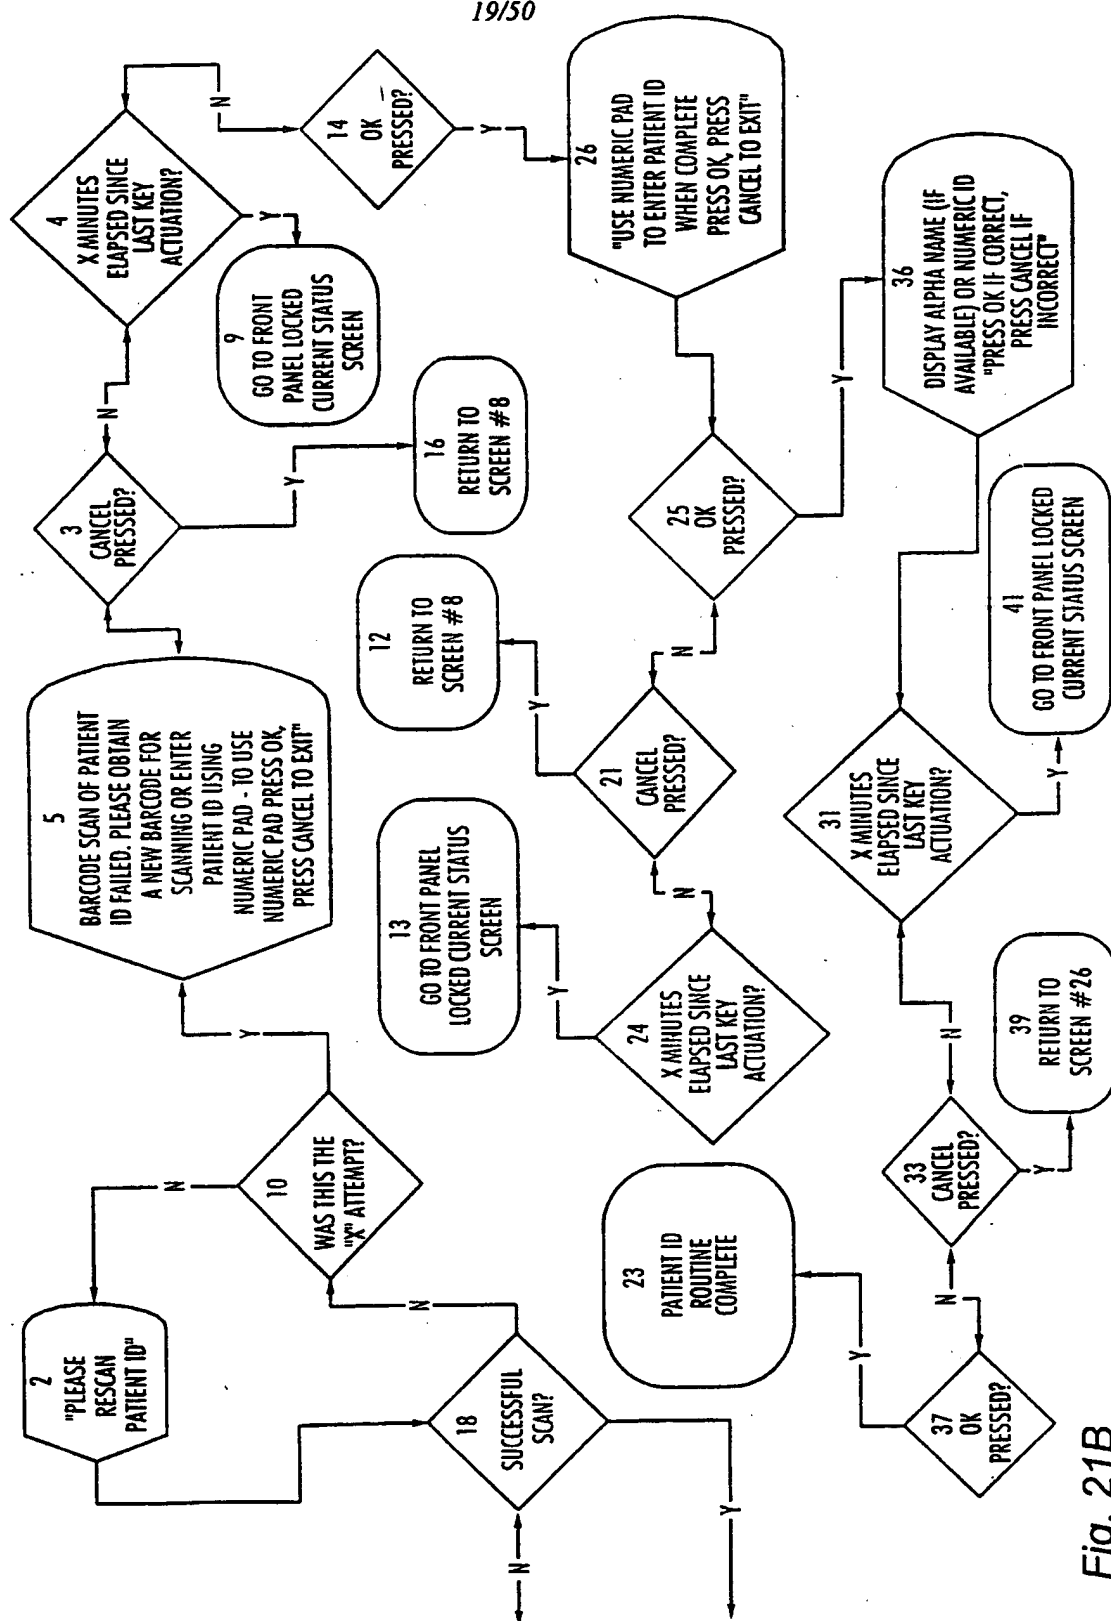 19/50
2
"PLEASE
RESCAN
PATIENT ID"
N
10
WAS THIS THE
"X" ATTEMPT?
Y
5
BARCODE SCAN OF PATIENT
ID FAILED. PLEASE OBTAIN
A NEW BARCODE FOR
SCANNING OR ENTER
PATIENT ID USING
NUMERIC PAD - TO USE
NUMERIC PAD PRESS OK,
PRESS CANCEL TO EXIT"
3
CANCEL
PRESSED?
N
4
X MINUTES
ELAPSED SINCE
LAST KEY
ACTUATION?
N
Y
9
GO TO FRONT
PANEL LOCKED
CURRENT STATUS
SCREEN
Y
16
RETURN TO
SCREEN #8
14
OK
PRESSED?
Y
26
"USE NUMERIC PAD
TO ENTER PATIENT ID
WHEN COMPLETE
PRESS OK, PRESS
CANCEL TO EXIT"
N
18
SUCCESSFUL
SCAN?
N
Y
13
GO TO FRONT PANEL
LOCKED CURRENT STATUS
SCREEN
Y
24
X MINUTES
ELAPSED SINCE
LAST KEY
ACTUATION?
N
12
RETURN TO
SCREEN #8
Y
21
CANCEL
PRESSED?
N
25
OK
PRESSED?
Y
36
DISPLAY ALPHA NAME (IF
AVAILABLE) OR NUMERIC ID
"PRESS OK IF CORRECT,
PRESS CANCEL IF
INCORRECT"
23
PATIENT ID
ROUTINE
COMPLETE
Y
37
OK
PRESSED?
N
33
CANCEL
PRESSED?
N
Y
39
RETURN TO
SCREEN #26
31
X MINUTES
ELAPSED SINCE
LAST KEY
ACTUATION?
Y
41
GO TO FRONT PANEL LOCKED
CURRENT STATUS SCREEN
Fig. 21B